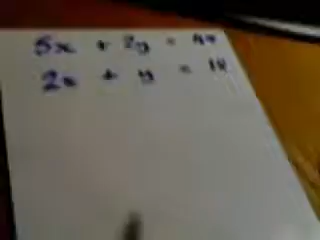 5x + 2y =
2x + y =